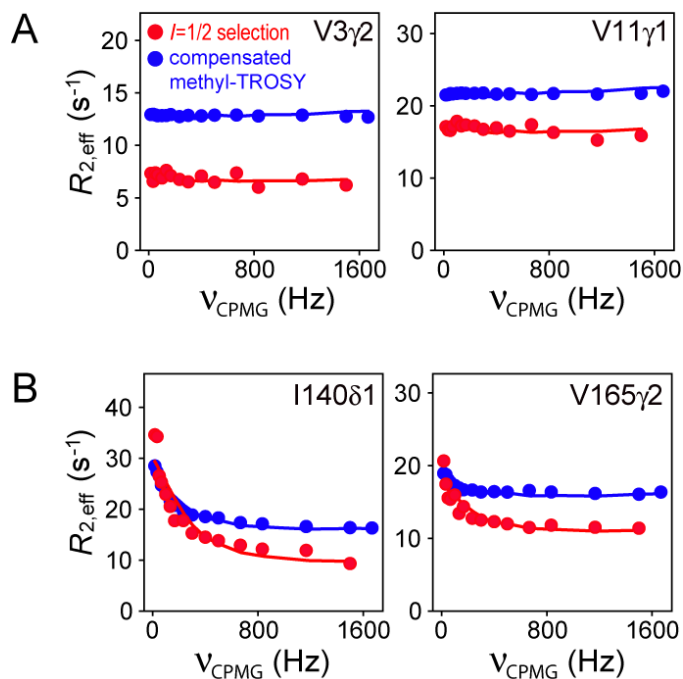 A
I=1/2 selection
compensated
methyl-TROSY
V3γ2
V11γ1
R2,eff (s⁻¹)
20
15
10
5
0
30
20
10
0
0 800 1600
0 800 1600
νCPMG (Hz)
νCPMG (Hz)
B
I140δ1
V165γ2
R2,eff (s⁻¹)
40
30
20
10
0
30
20
10
0
0 800 1600
0 800 1600
νCPMG (Hz)
νCPMG (Hz)